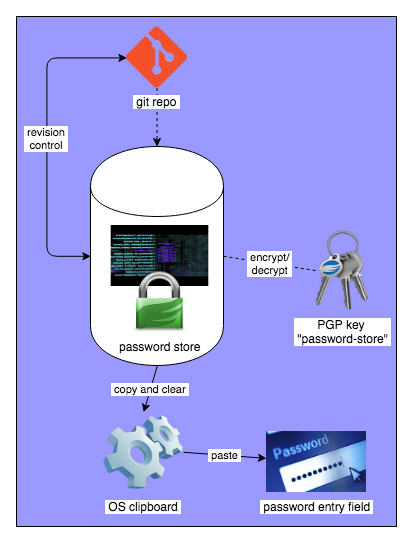 git repo
revision
control
encrypt/
decrypt
PGP key
"password-store"
password store
copy and clear
Password
paste
OS clipboard
password entry field